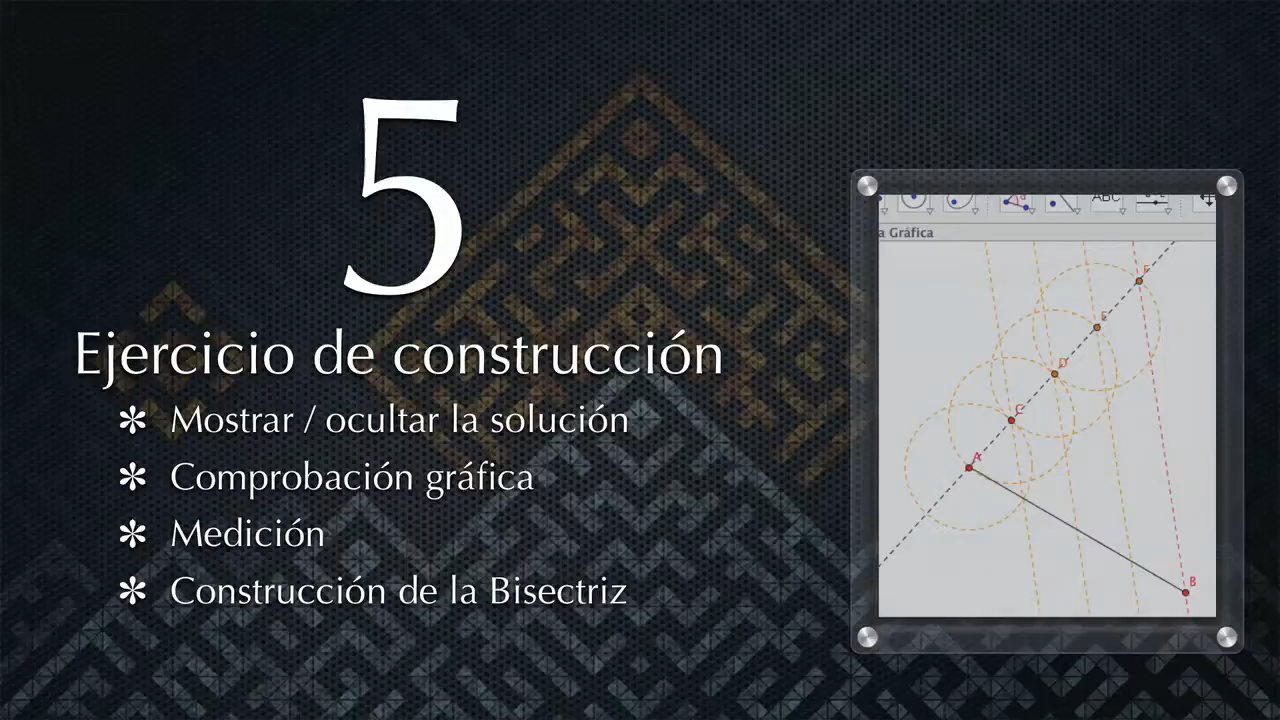 5
Ejercicio de construcción
✻ Mostrar / ocultar la solución
✻ Comprobación gráfica
✻ Medición
✻ Construcción de la Bisectriz
ABC
a Gráfica
F
E
D
C
A
B